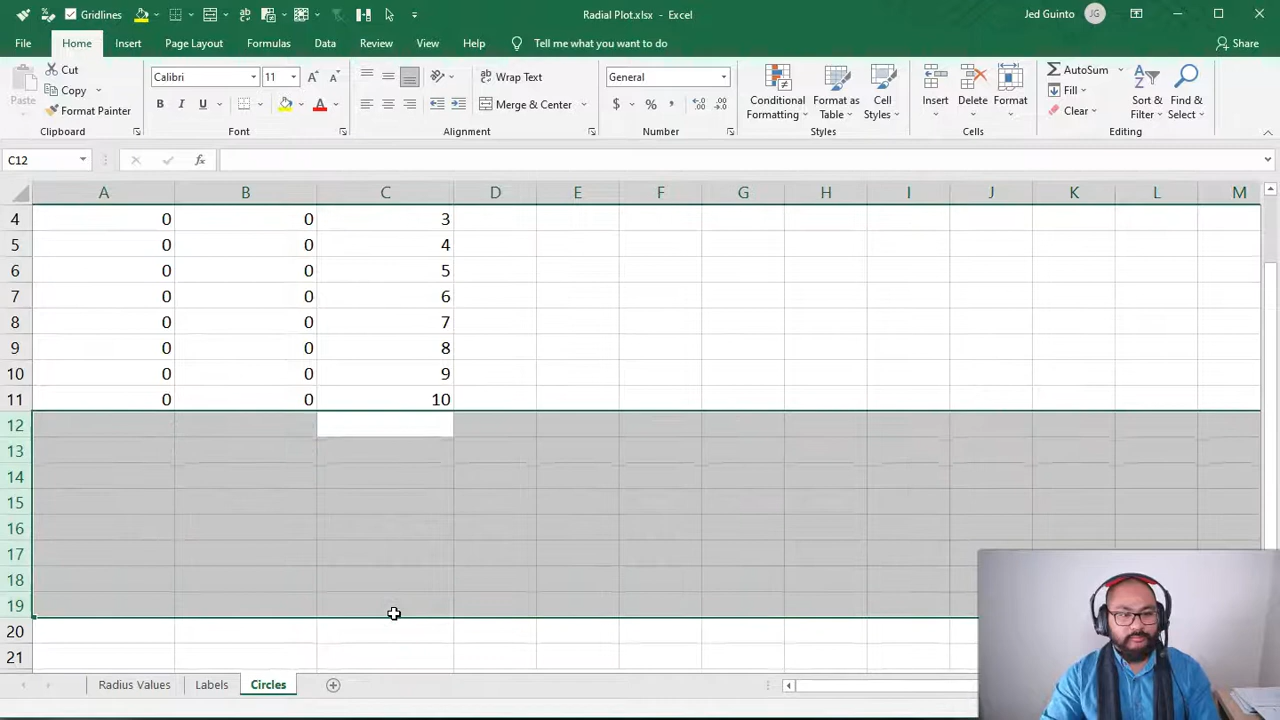 Gridlines
Radial Plot.xlsx - Excel
Jed Guinto JG
File Home Insert Page Layout Formulas Data Review View Help Tell me what you want to do Share
Paste
Cut
Copy
Format Painter
Clipboard
Calibri 11
B I U
Font
Wrap Text
Merge & Center
Alignment
General
$ % ,
Number
Conditional Formatting
Format as Table
Cell Styles
Styles
Insert Delete Format
Cells
AutoSum
Fill
Clear
Sort & Filter
Find & Select
Editing
C12 fx
A B C D E F G H I J K L M
4 0 0 3
5 0 0 4
6 0 0 5
7 0 0 6
8 0 0 7
9 0 0 8
10 0 0 9
11 0 0 10
12
13
14
15
16
17
18
19
20
21
Radius Values Labels Circles